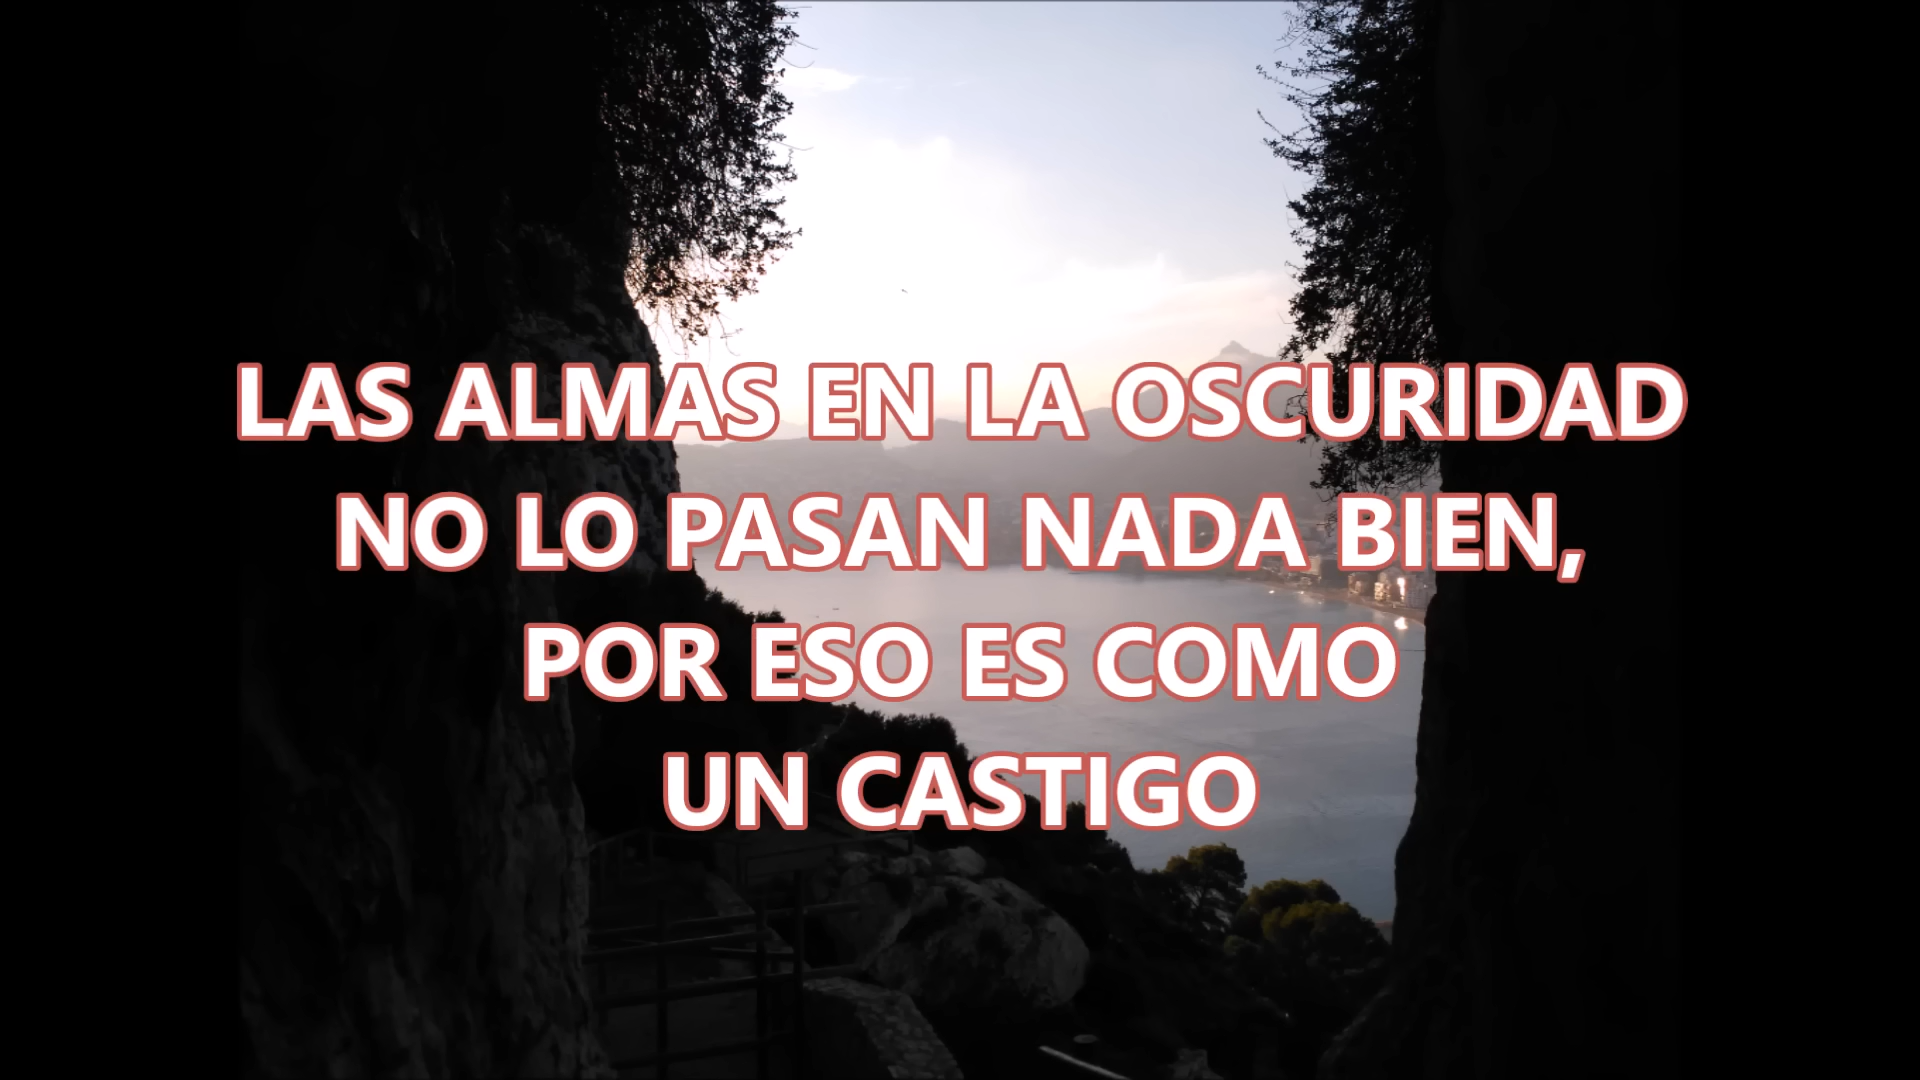 LAS ALMAS EN LA OSCURIDAD
NO LO PASAN NADA BIEN,
POR ESO ES COMO
UN CASTIGO